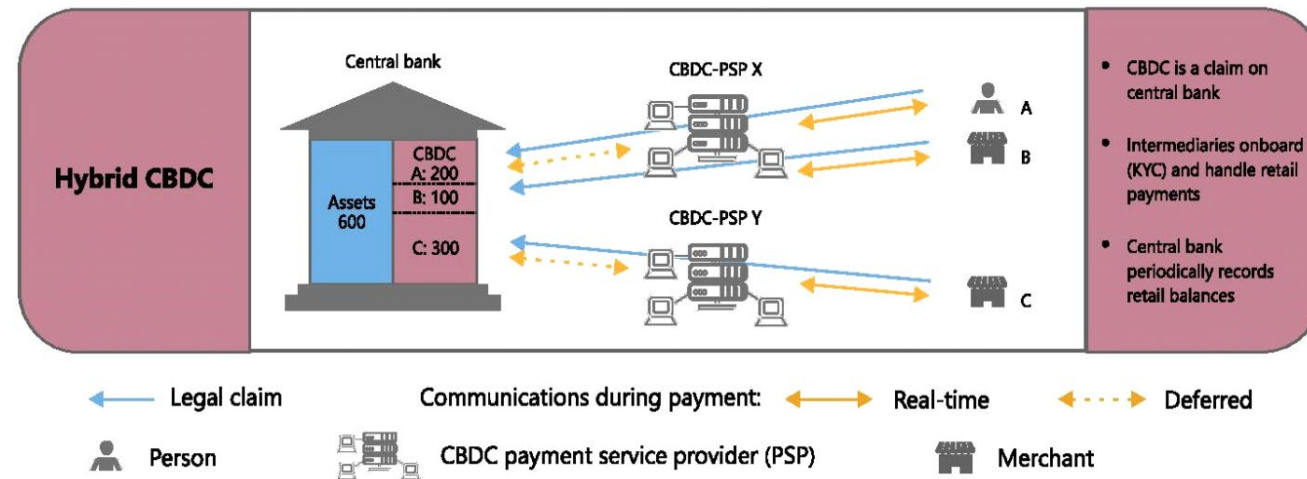 Hybrid CBDC
Central bank
Assets
600
CBDC
A: 200
B: 100
C: 300
CBDC-PSP X
CBDC-PSP Y
A
B
C
• CBDC is a claim on
central bank
• Intermediaries onboard
(KYC) and handle retail
payments
• Central bank
periodically records
retail balances
Legal claim
Communications during payment:
Real-time
Deferred
Person
CBDC payment service provider (PSP)
Merchant